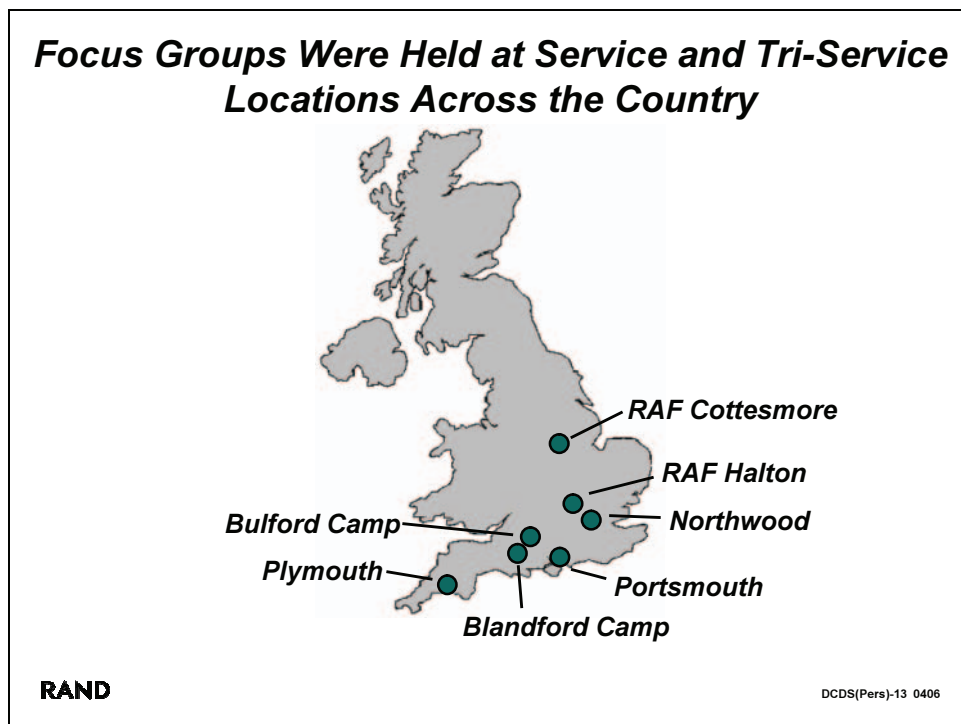 Focus Groups Were Held at Service and Tri-Service
Locations Across the Country
RAF Cottesmore
RAF Halton
Northwood
Bulford Camp
Plymouth
Portsmouth
Blandford Camp
RAND
DCDS(Pers)-13 0406